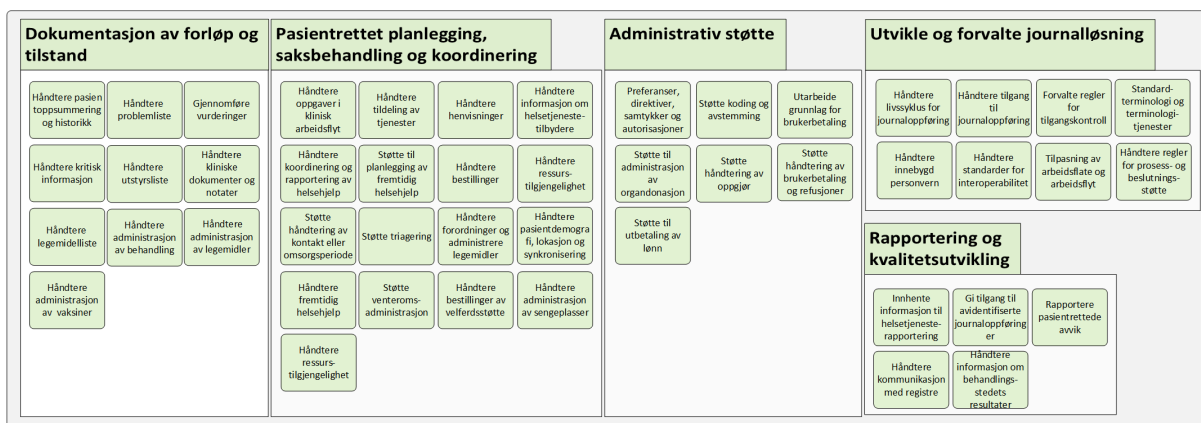 Dokumentasjon av forløp og
tilstand
Håndtere pasien
toppsummering
og historikk
Håndtere
problemliste
Gjennomføre
vurderinger
Håndtere kritisk
informasjon
Håndtere
utstyrsliste
Håndtere
kliniske
dokumenter og
notater
Håndtere
legemidelliste
Håndtere
administrasjon
av behandling
Håndtere
administrasjon
av legemidler
Håndtere
administrasjon
av vaksiner
Pasientrettet planlegging,
saksbehandling og koordinering
Håndtere
oppgaver i
klinisk
arbeidsflyt
Håndtere
tildeling av
tjenester
Håndtere
henvisninger
Håndtere
informasjon om
helsetjeneste-
tilbydere
Håndtere
koordinering og
rapportering av
helsehjelp
Støtte til
planlegging av
fremtidig
helsehjelp
Håndtere
bestillinger
Håndtere
ressurs-
tilgjengelighet
Støtte
håndtering av
kontakt eller
omsorgsperiode
Støtte triagering
Håndtere
forordninger og
administrere
legemidler
Håndtere
pasientdemogra
fi, lokasjon og
synkronisering
Håndtere
fremtidig
helsehjelp
Støtte
venteroms-
administrasjon
Håndtere
bestillinger av
velferdsstøtte
Håndtere
administrasjon
av sengeplasser
Håndtere
ressurs-
tilgjengelighet
Administrativ støtte
Preferanser,
direktiver,
samtykker og
autorisasjoner
Støtte koding og
avstemming
Utarbeide
grunnlag for
brukerbetaling
Støtte til
administrasjon
av
organdonasjon
Støtte
håndtering av
oppgjør
Støtte
håndtering av
brukerbetaling
og refusjoner
Støtte til
utbetaling av
lønn
Utvikle og forvalte journalløsning
Håndtere
livssyklus for
journaloppføring
Håndtere tilgang
til
journaloppføring
Forvalte regler
for
tilgangskontroll
Standard-
terminologi og
terminologi-
tjenester
Håndtere
innebygd
personvern
Håndtere
standarder for
interoperabilitet
Tilpasning av
arbeidsflate og
arbeidsflyt
Håndtere regler
for prosess- og
beslutnings-
støtte
Rapportering og
kvalitetsutvikling
Innhente
informasjon til
helsetjeneste-
rapportering
Gi tilgang til
avidentifiserte
journaloppføring
er
Rapportere
pasientrettede
avvik
Håndtere
kommunikasjon
med registre
Håndtere
informasjon om
behandlings-
stedets
resultater